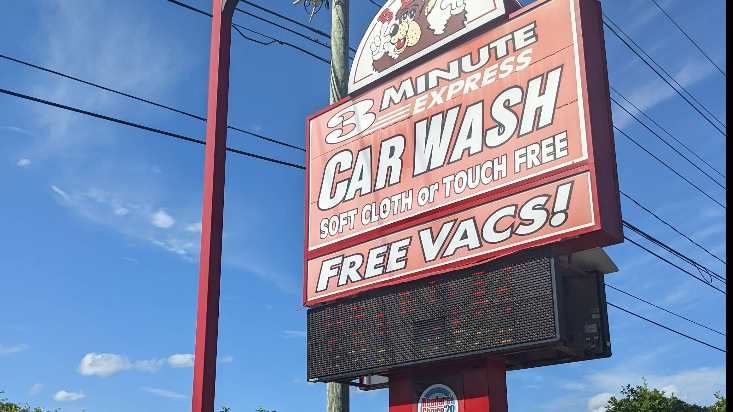 3 MINUTE
EXPRESS
CAR WASH
SOFT CLOTH or TOUCH FREE
FREE VACS!